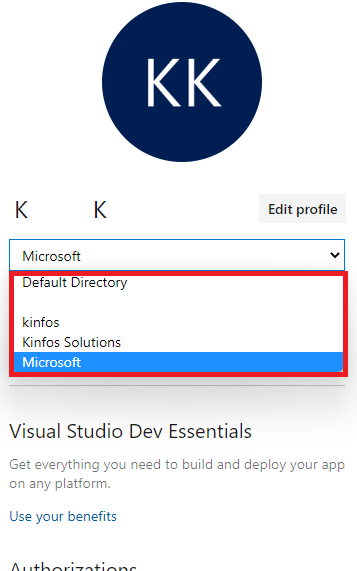 KK
K K
Edit profile
Microsoft
Default Directory
kinfos
Kinfos Solutions
Microsoft
Visual Studio Dev Essentials
Get everything you need to build and deploy your app
on any platform.
Use your benefits
Authorizations